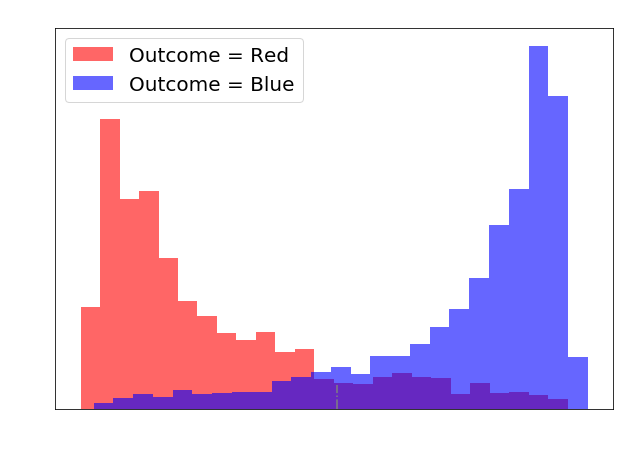 Outcome = Red
Outcome = Blue